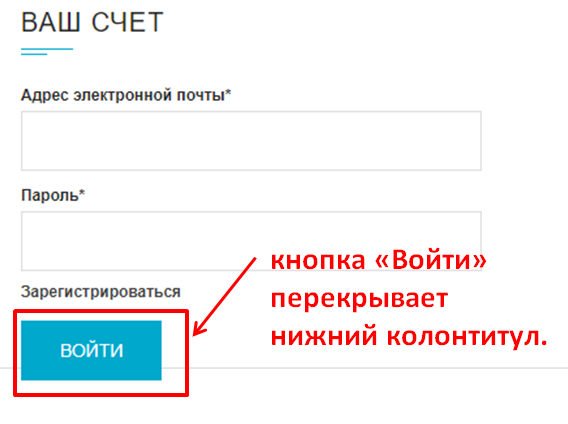 ВАШ СЧЕТ
Адрес электронной почты*
Пароль*
кнопка «Войти»
перекрывает
нижний колонтитул.
Зарегистрироваться
ВОЙТИ